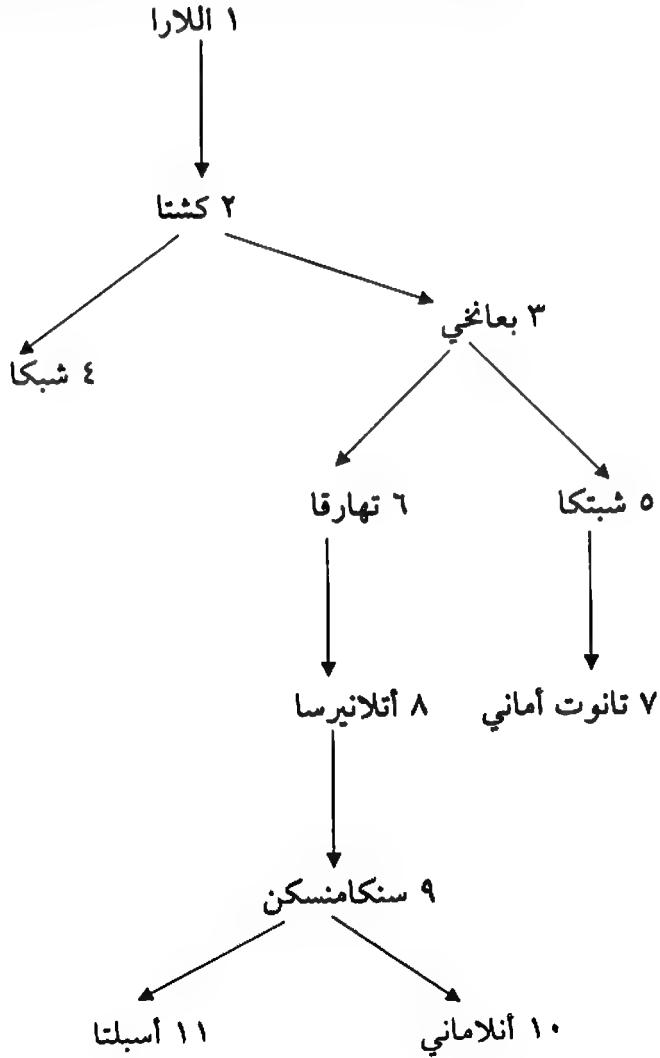 ١ اللارا
٢ كشتا
٣ بعانخي
٤ شبكا
٥ شبتكا
٦ تهارقا
٧ تانوت أماني
٨ أتلانيرسا
٩ سنكامنسكن
١٠ أنلاماني
١١ أسبلتا